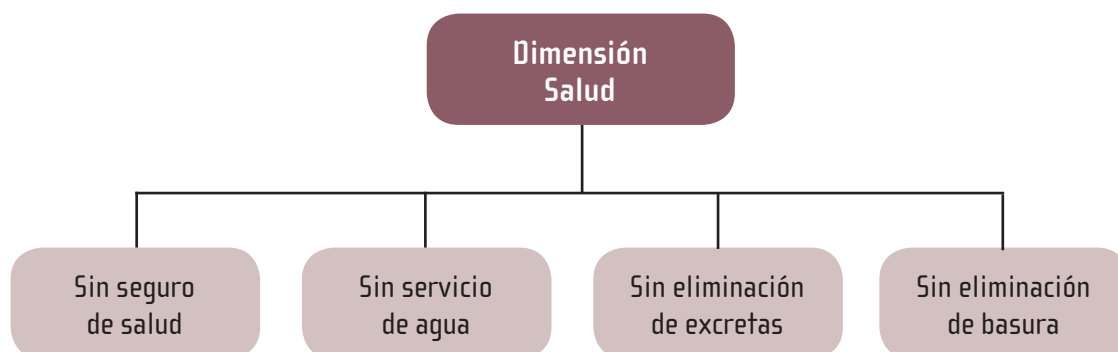 Dimensión
Salud
Sin seguro
de salud
Sin servicio
de agua
Sin eliminación
de excretas
Sin eliminación
de basura